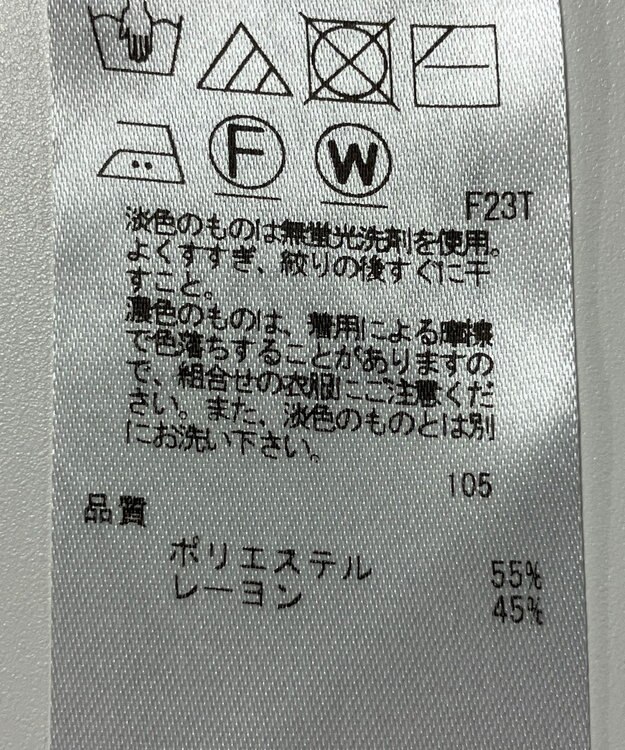 F
W
F23T
淡色のものは無蛍光洗剤を使用。
よくすすぎ、絞りの後すぐに干
すこと。
濃色のものは、着用による摩擦
で色落ちすることがありますの
で、組合せの衣服にご注意くだ
さい。また、淡色のものとは別
にお洗い下さい。
105
品質
ポリエステル 55%
レーヨン 45%